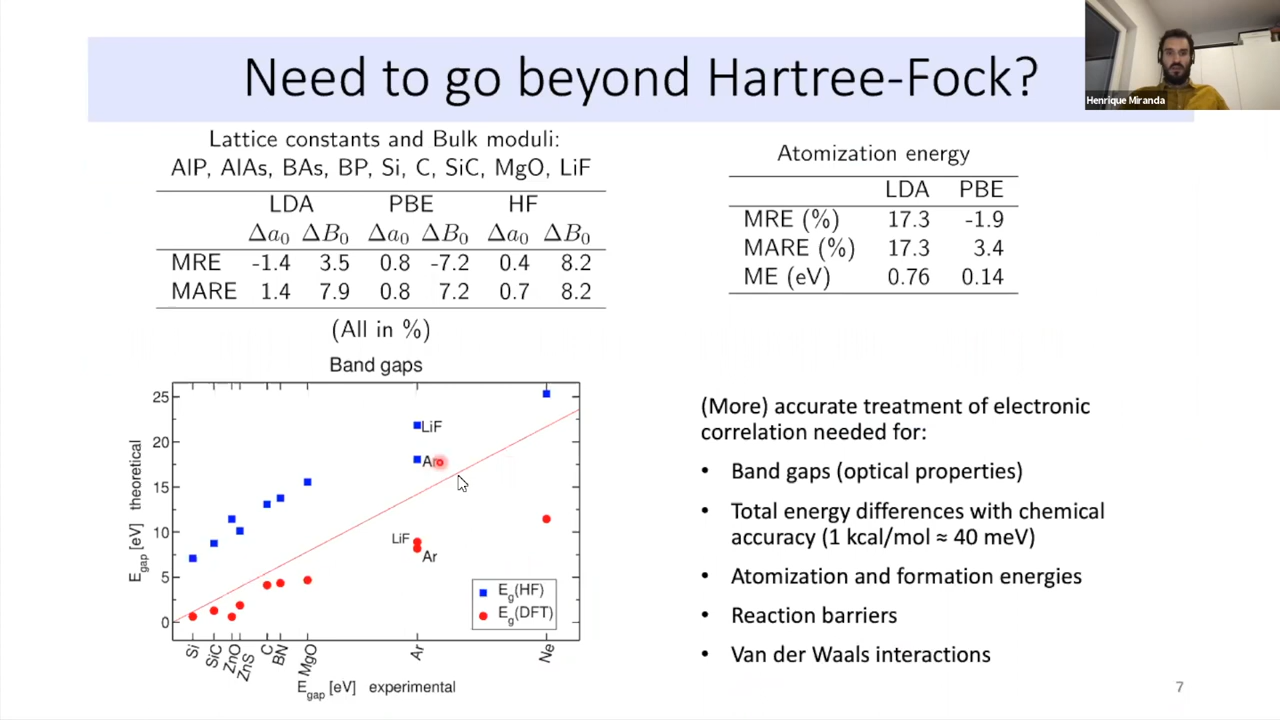 Need to go beyond Hartree-Fock?
Henrique Miranda
Lattice constants and Bulk moduli:
AlP, AlAs, BAs, BP, Si, C, SiC, MgO, LiF
LDA PBE HF
Δa₀ ΔB₀ Δa₀ ΔB₀ Δa₀ ΔB₀
MRE -1.4 3.5 0.8 -7.2 0.4 8.2
MARE 1.4 7.9 0.8 7.2 0.7 8.2
(All in %)
Atomization energy
LDA PBE
MRE (%) 17.3 -1.9
MARE (%) 17.3 3.4
ME (eV) 0.76 0.14
Band gaps
E_gap [eV] theoretical
25
20
15
10
5
0
LiF
Ar
LiF
Ar
E_g(HF)
E_g(DFT)
Si SiC ZnO ZnS C BN MgO Ar Ne
E_gap [eV] experimental
(More) accurate treatment of electronic
correlation needed for:
• Band gaps (optical properties)
• Total energy differences with chemical
accuracy (1 kcal/mol ≈ 40 meV)
• Atomization and formation energies
• Reaction barriers
• Van der Waals interactions
7